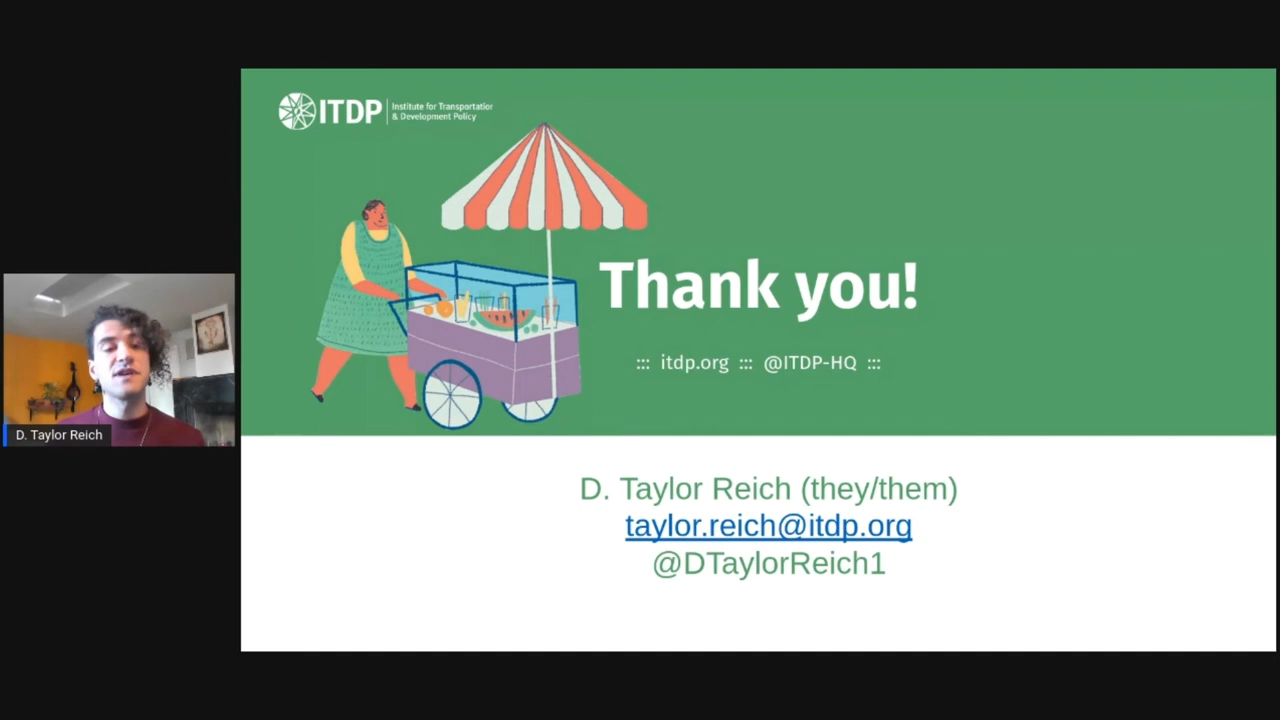 ITDP
Institute for Transportation
& Development Policy
Thank you!
::: itdp.org ::: @ITDP-HQ :::
D. Taylor Reich
D. Taylor Reich (they/them)
taylor.reich@itdp.org
@DTaylorReich1